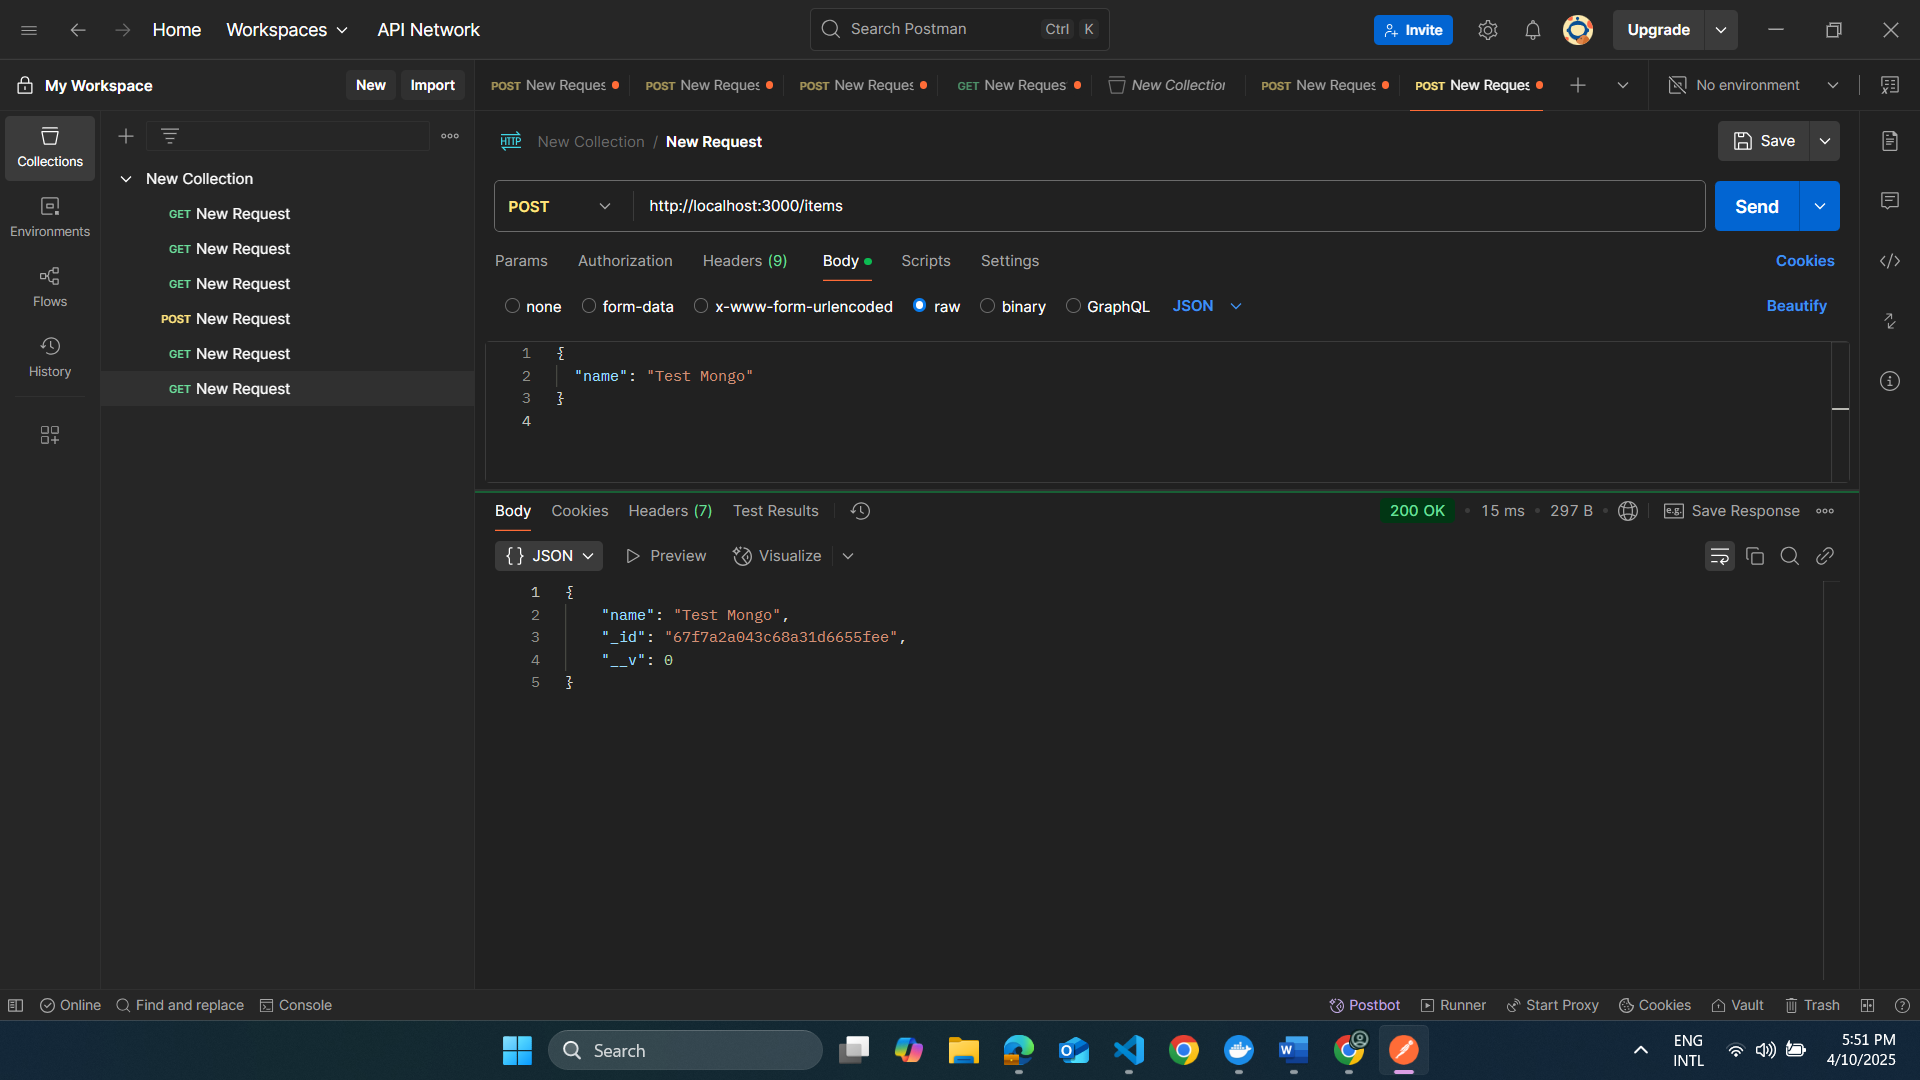 Home Workspaces API Network
Search Postman Ctrl K
Invite Upgrade
My Workspace New Import
POST New Reques POST New Reques POST New Reques GET New Reques New Collection POST New Reques POST New Reques No environment
Collections
Environments
Flows
History
New Collection
GET New Request
GET New Request
GET New Request
POST New Request
GET New Request
GET New Request
HTTP New Collection / New Request Save
POST http://localhost:3000/items Send
Params Authorization Headers (9) Body Scripts Settings Cookies
none form-data x-www-form-urlencoded raw binary GraphQL JSON Beautify
1 {
2 "name": "Test Mongo"
3 }
4
Body Cookies Headers (7) Test Results 200 OK • 15 ms • 297 B • e.g. Save Response
{} JSON Preview Visualize
1 {
2 "name": "Test Mongo",
3 "_id": "67f7a2a043c68a31d6655fee",
4 "__v": 0
5 }
Online Find and replace Console Postbot Runner Start Proxy Cookies Vault Trash
Search
ENG
INTL
5:51 PM
4/10/2025